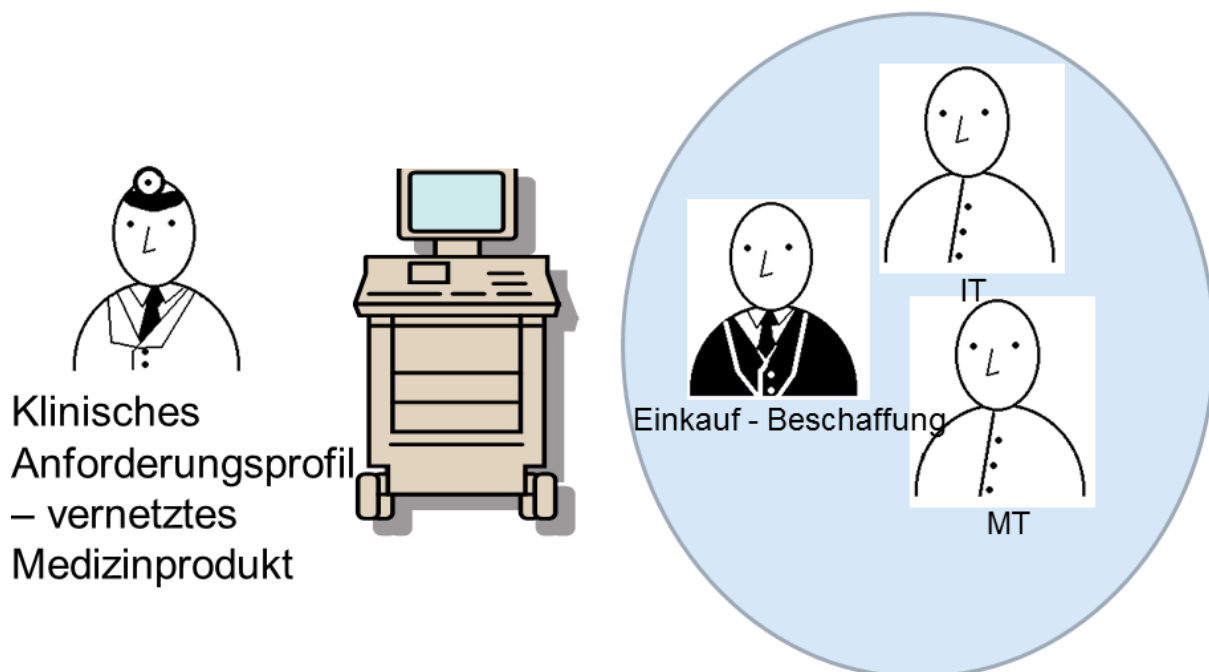 Klinisches
Anforderungsprofil
– vernetztes
Medizinprodukt
Einkauf - Beschaffung
IT
MT